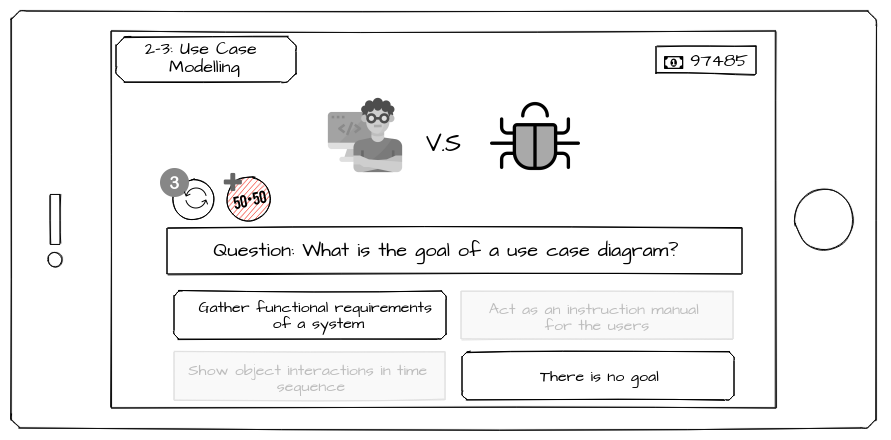 2-3: Use Case
Modelling
97485
</>
V.S
3
50•50
Question: What is the goal of a use case diagram?
Gather functional requirements
of a system
Act as an instruction manual
for the users
Show object interactions in time
sequence
There is no goal